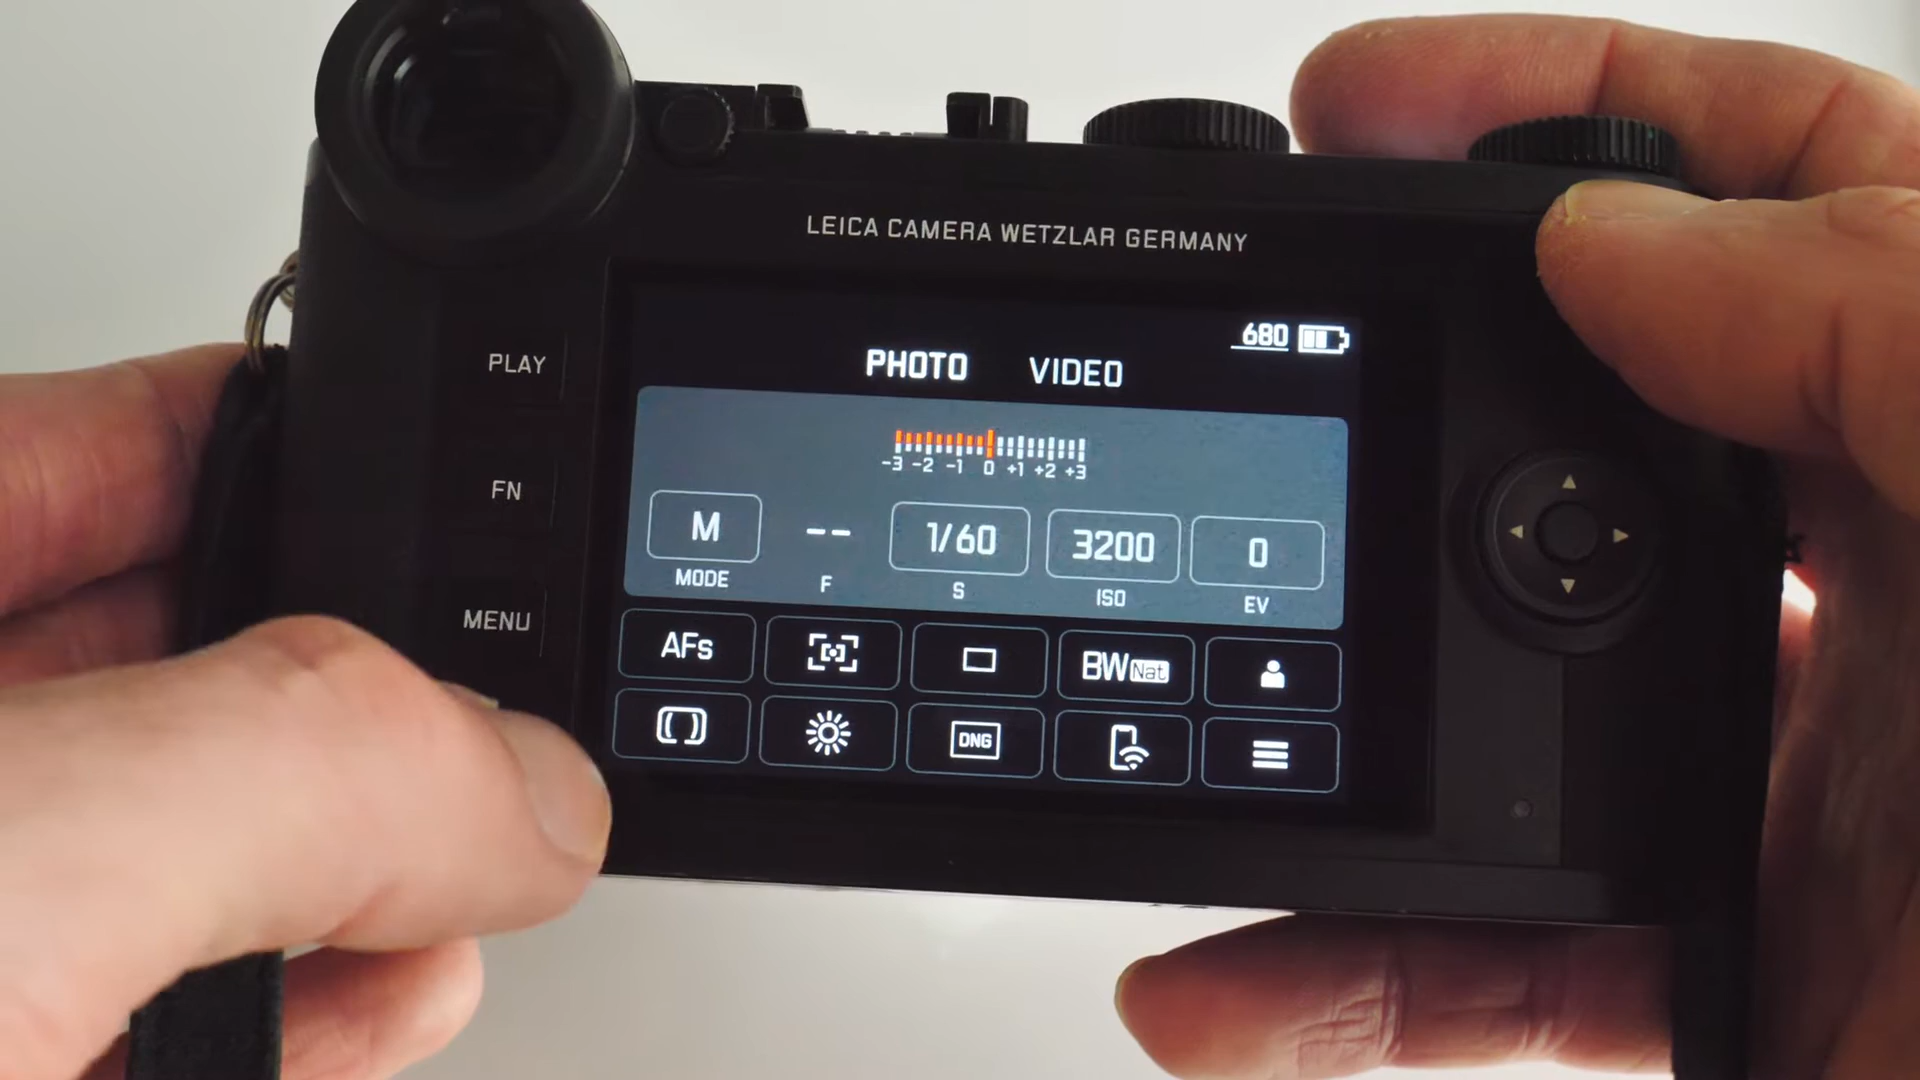 LEICA CAMERA WETZLAR GERMANY
680
PHOTO VIDEO
PLAY
-3 -2 -1 0 +1 +2 +3
FN
M -- 1/60 3200 0
MODE F S ISO EV
MENU
AFs BW Nat
DNG